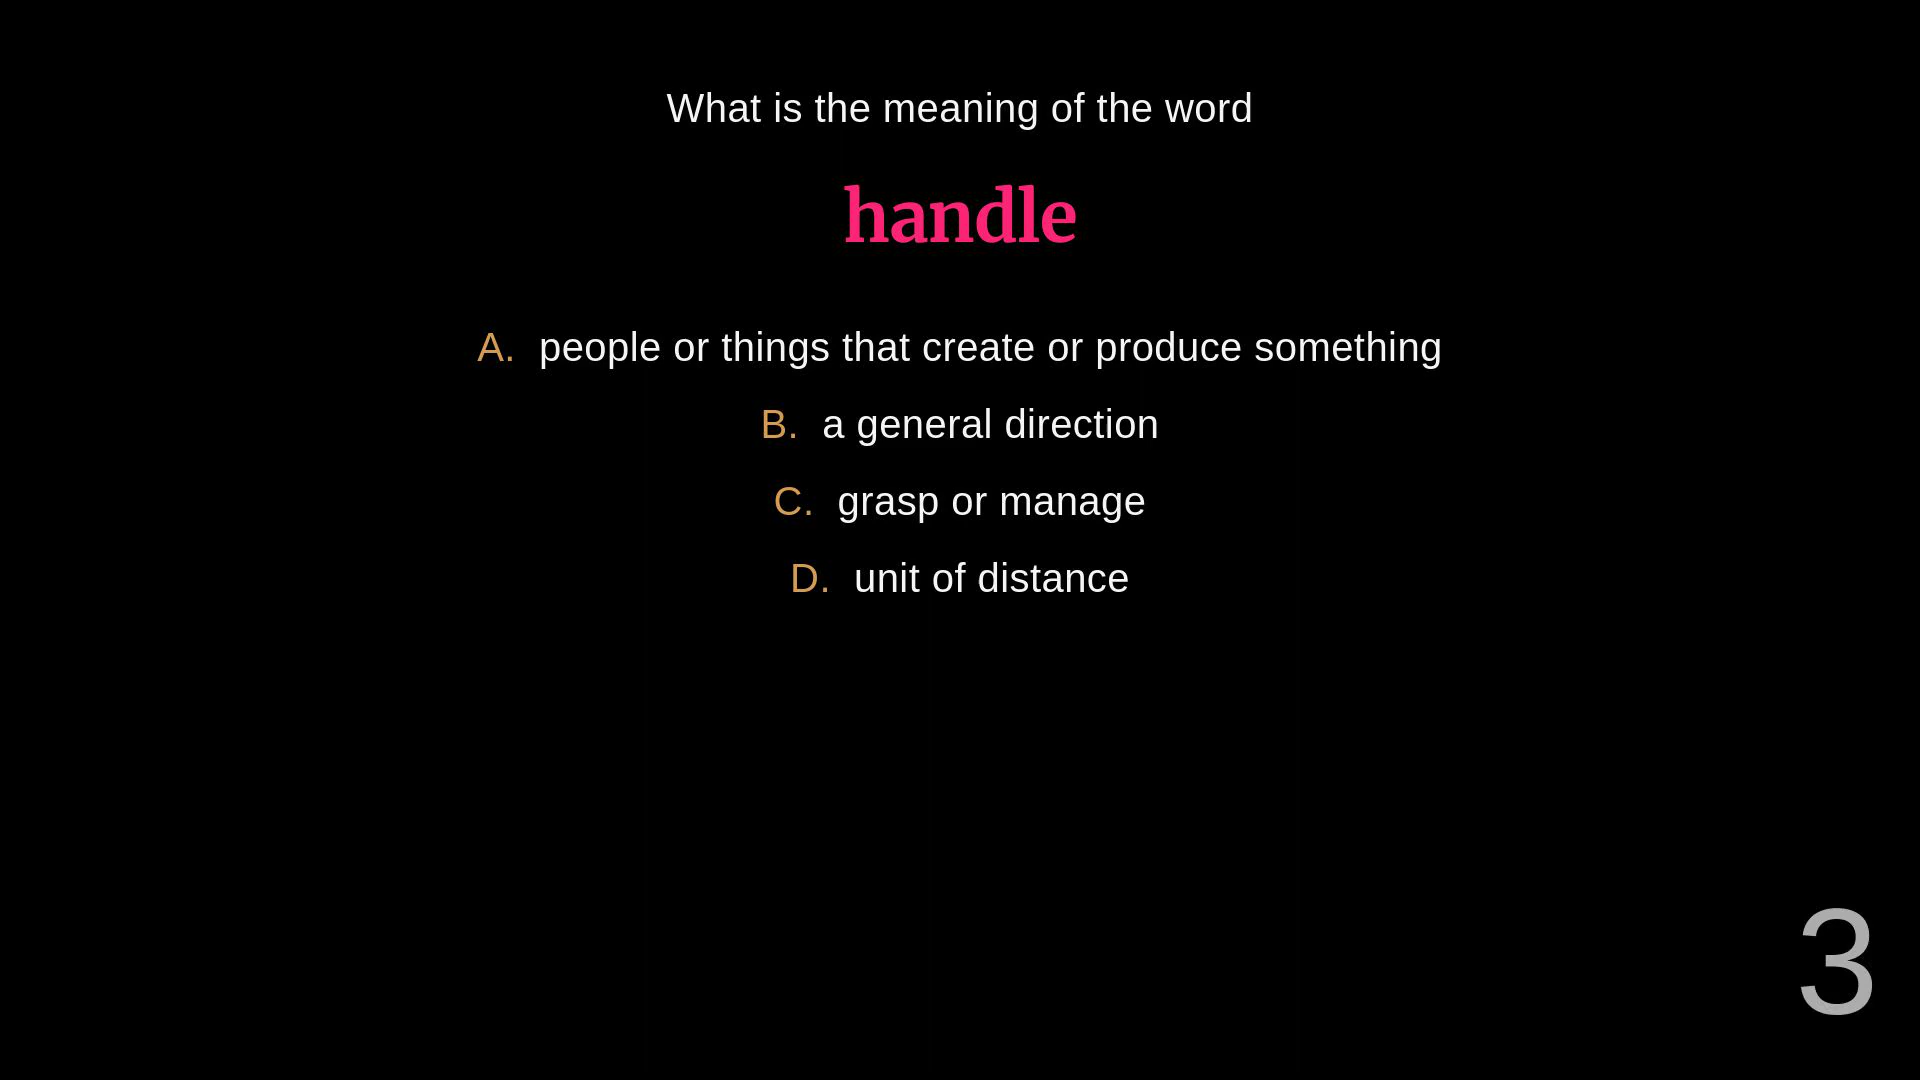 What is the meaning of the word
handle
A. people or things that create or produce something
B. a general direction
C. grasp or manage
D. unit of distance
3